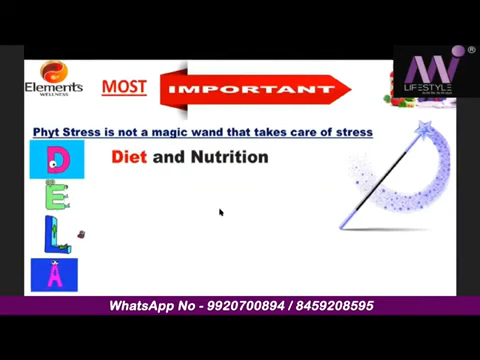 Elements
WELLNESS
MOST
IMPORTANT
Mi
LIFESTYLE
Phyt Stress is not a magic wand that takes care of stress
D
Diet and Nutrition
E
L
A
WhatsApp No - 9920700894 / 8459208595